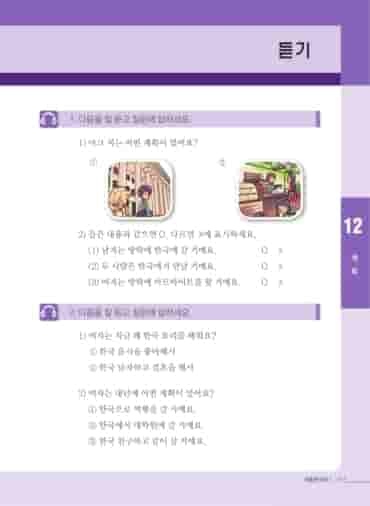 듣기
1. 다음을 잘 듣고 질문에 답하세요.
1) 마크 씨는 어떤 계획이 있어요?
①
②
2) 들은 내용과 같으면 O, 다르면 X에 표시하세요.
(1) 남자는 방학에 한국에 갈 거예요. O X
(2) 두 사람은 한국에서 만날 거예요. O X
(3) 여자는 방학에 아르바이트를 할 거예요. O X
12
계
획
2. 다음을 잘 듣고 질문에 답하세요.
1) 여자는 지금 왜 한국 요리를 배워요?
① 한국 음식을 좋아해서
② 한국 남자하고 결혼을 해서
2) 여자는 내년에 어떤 계획이 있어요?
① 한국으로 여행을 갈 거예요.
② 한국에서 대학원에 갈 거예요.
③ 한국 친구하고 같이 살 거예요.